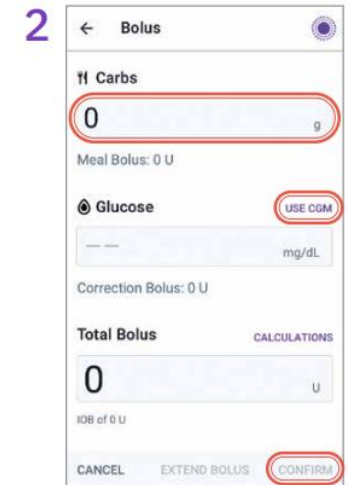 2
← Bolus
Carbs
0 g
Meal Bolus: 0 U
Glucose USE CGM
-- mg/dL
Correction Bolus: 0 U
Total Bolus CALCULATIONS
0 U
IOB of 0 U
CANCEL EXTEND BOLUS CONFIRM